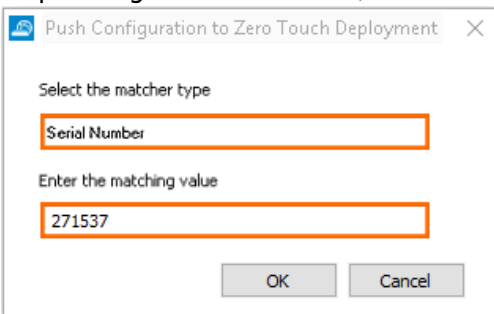 Push Configuration to Zero Touch Deployment
Select the matcher type
Serial Number
Enter the matching value
271537
OK Cancel